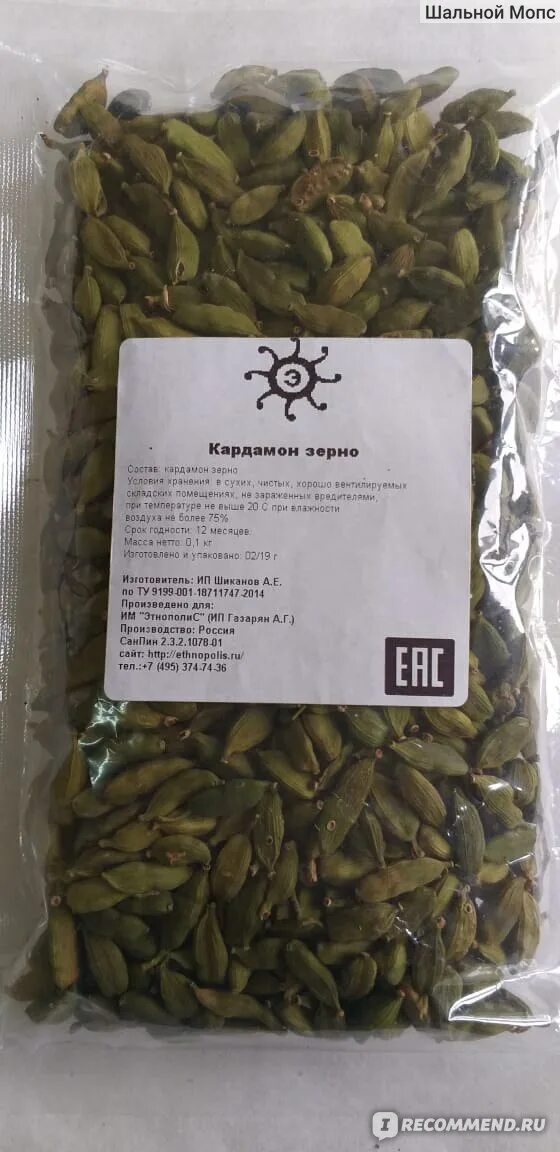 Шальной Мопс
Э
Кардамон зерно
Состав: кардамон зерно
Условия хранения: в сухих, чистых, хорошо вентилируемых
складских помещениях, не зараженных вредителями,
при температуре не выше 20 С при влажности
воздуха не более 75%
Срок годности: 12 месяцев
Масса нетто: 0,1 кг
Изготовлено и упаковано: 02/19 г
Изготовитель: ИП Шиканов А.Е.
по ТУ 9199-001-18711747-2014
Произведено для:
ИМ "ЭтнополиС" (ИП Газарян А.Г.)
Производство: Россия
СанПин 2.3.2.1078-01
сайт: http://ethnopolis.ru/
тел.:+7 (495) 374-74-36
EAC
IRECOMMEND.RU